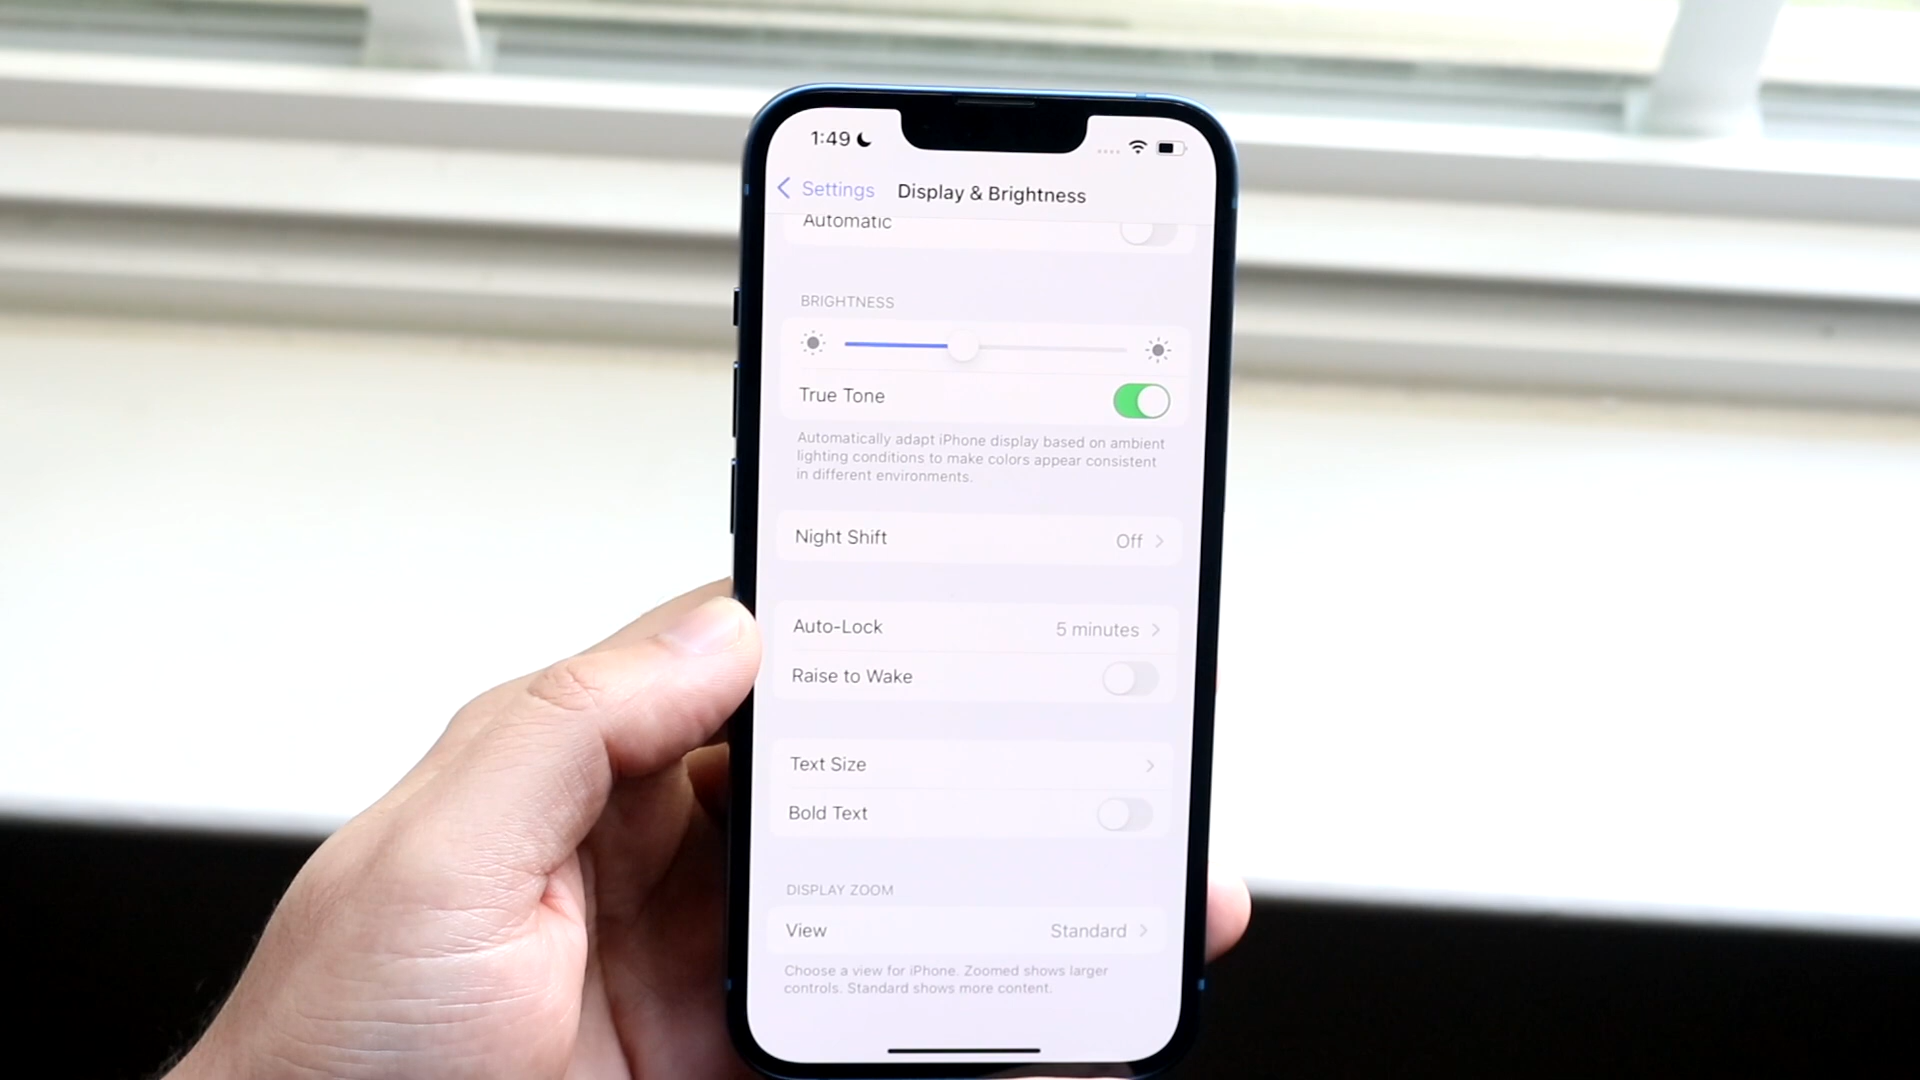 1:49
Settings
Display & Brightness
Automatic
BRIGHTNESS
True Tone
Automatically adapt iPhone display based on ambient
lighting conditions to make colors appear consistent
in different environments.
Night Shift
Off
Auto-Lock
5 minutes
Raise to Wake
Text Size
Bold Text
DISPLAY ZOOM
View
Standard
Choose a view for iPhone. Zoomed shows larger
controls. Standard shows more content.